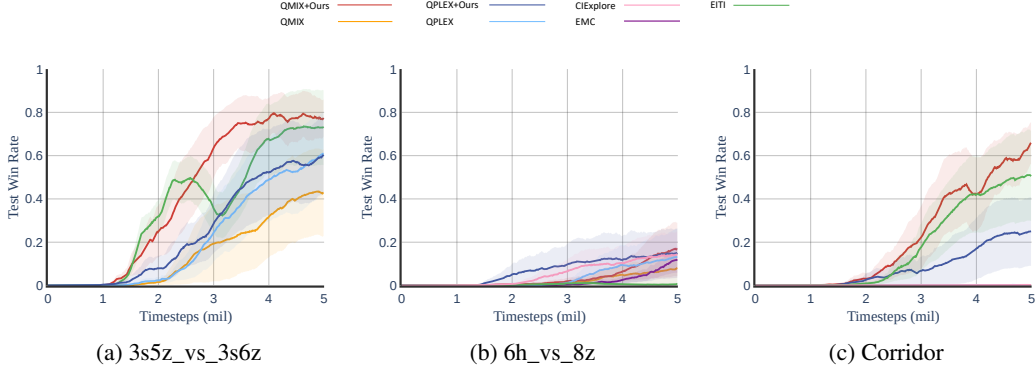 QMIX+Ours QPLEX+Ours CIExplore EITI
QMIX QPLEX EMC
1 1 1
0.8 0.8 0.8
0.6 0.6 0.6
0.4 0.4 0.4
0.2 0.2 0.2
0 0 0
Test Win Rate Test Win Rate Test Win Rate
0 1 2 3 4 5 0 1 2 3 4 5 0 1 2 3 4 5
Timesteps (mil) Timesteps (mil) Timesteps (mil)
(a) 3s5z_vs_3s6z (b) 6h_vs_8z (c) Corridor